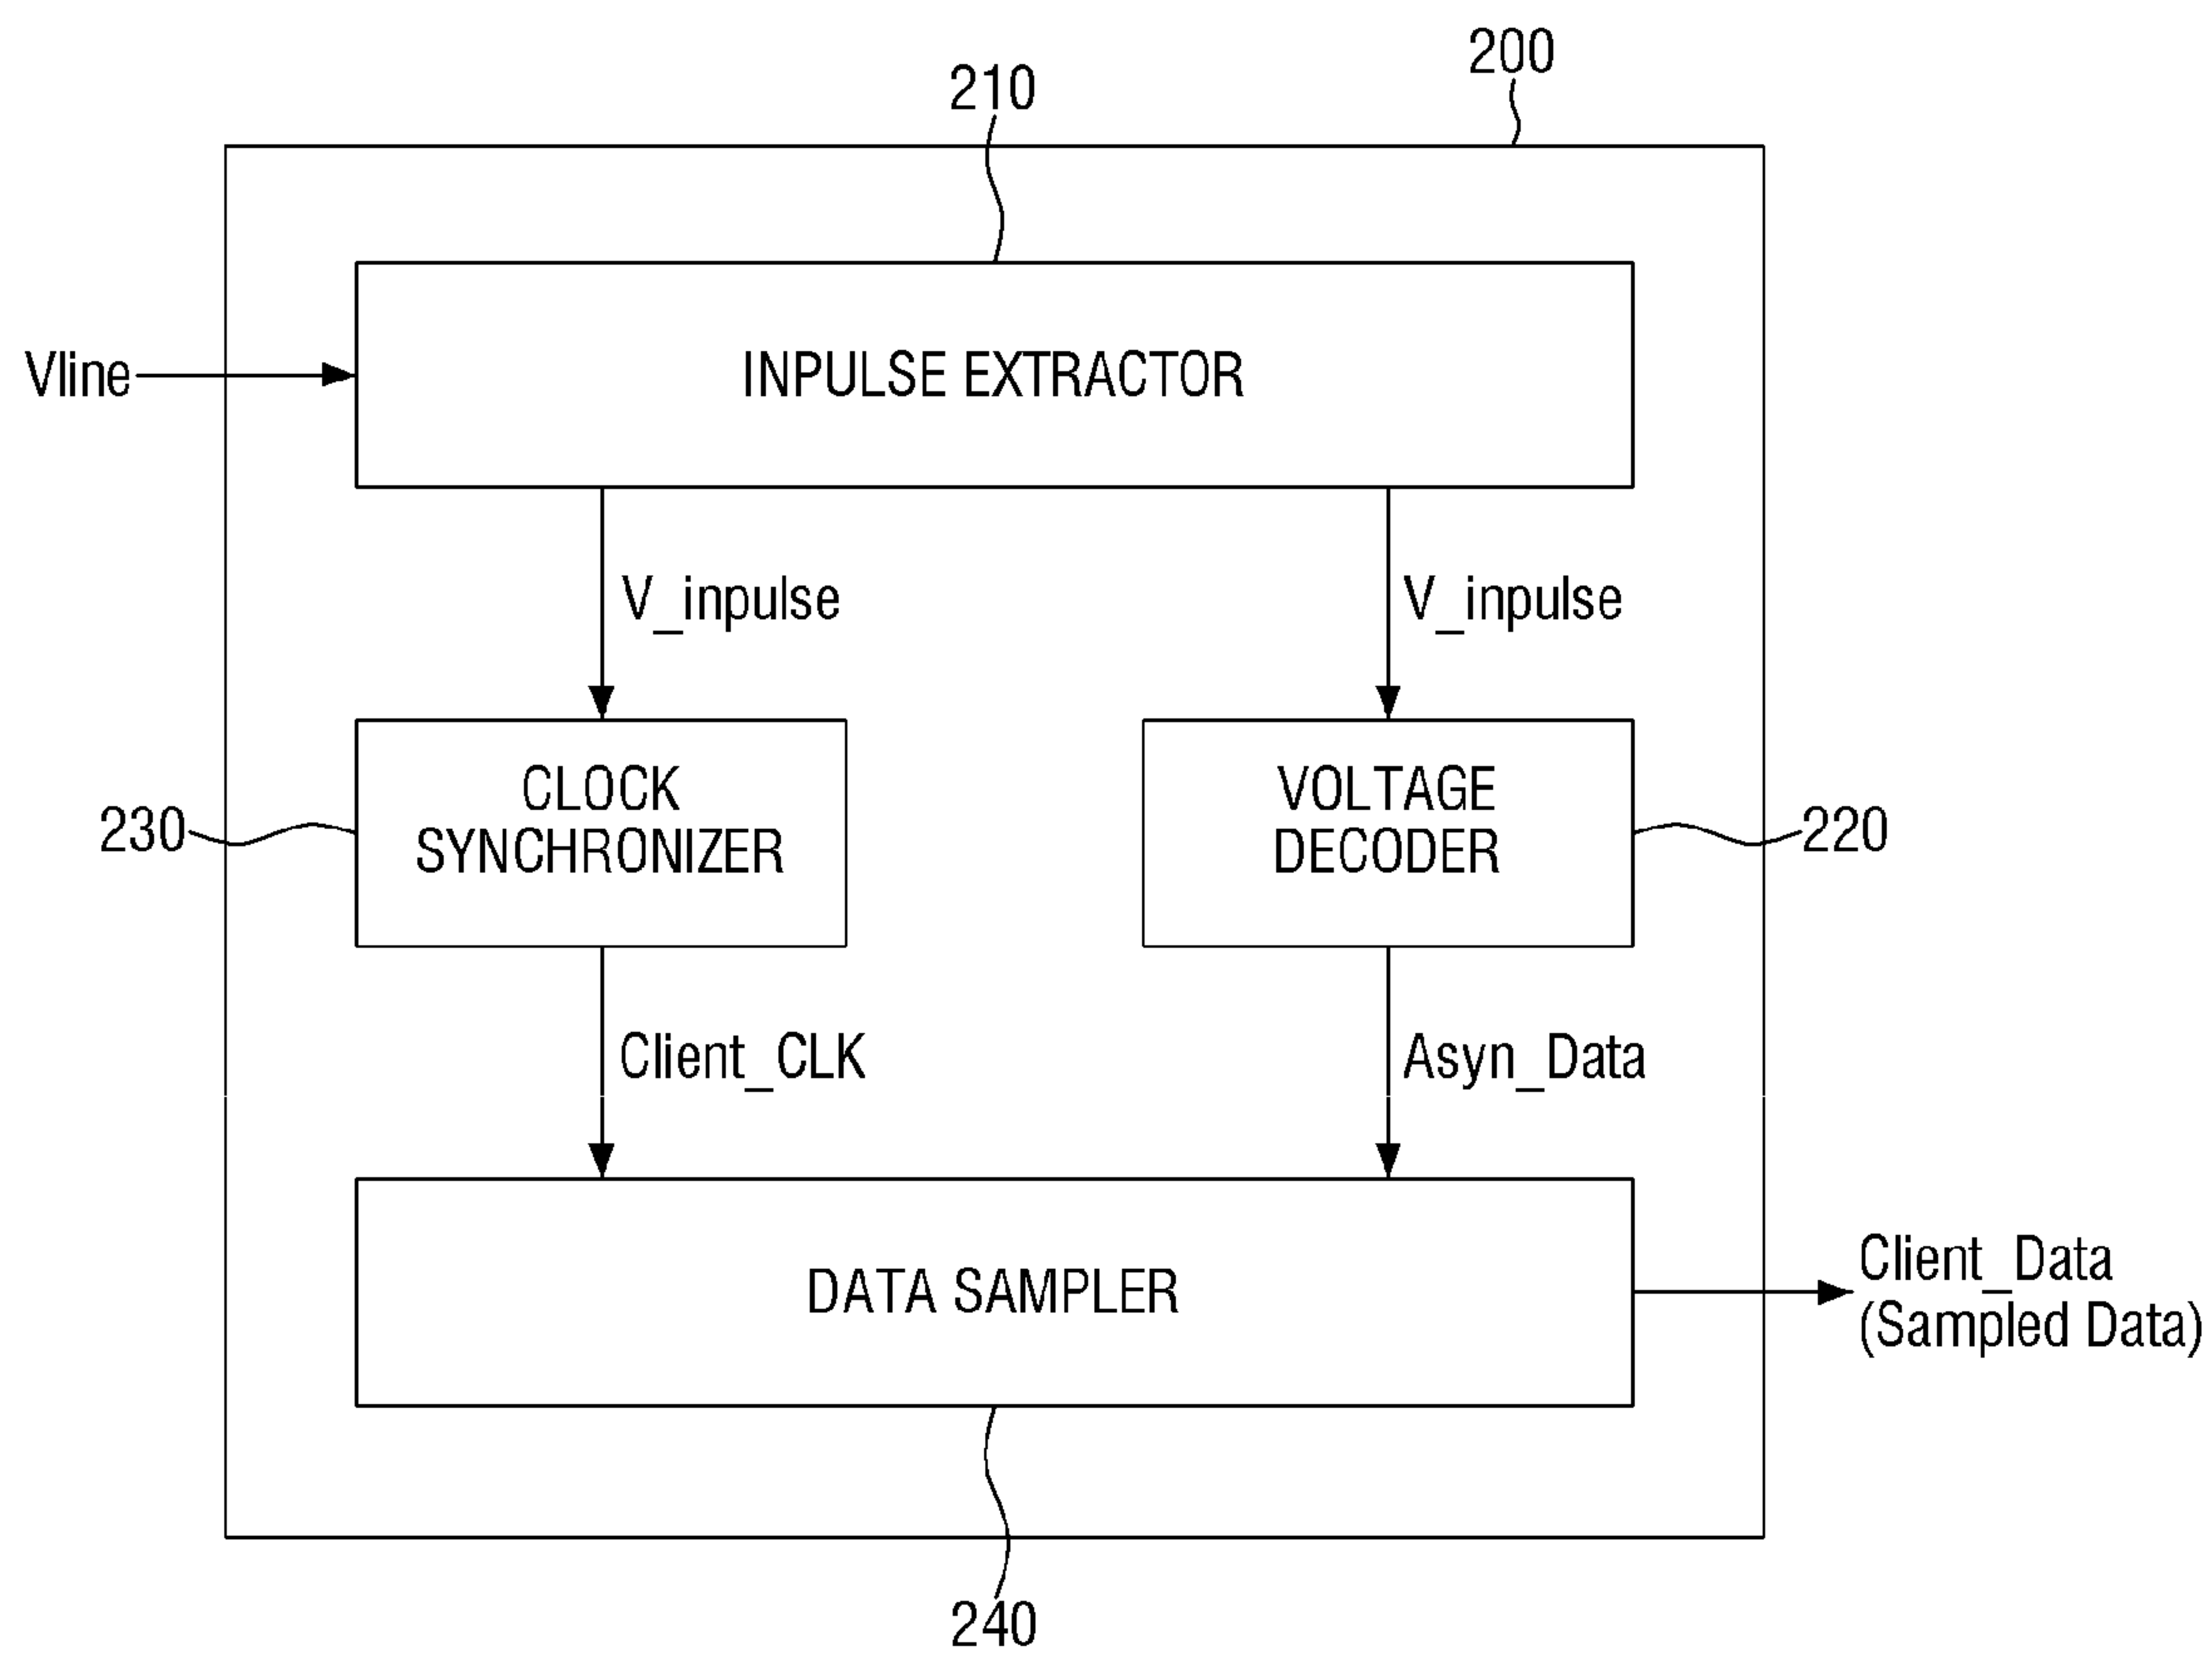 200
210
Vline
INPULSE EXTRACTOR
V_inpulse
V_inpulse
CLOCK
SYNCHRONIZER
VOLTAGE
DECODER
230
220
Client_CLK
Asyn_Data
DATA SAMPLER
Client_Data
(Sampled Data)
240